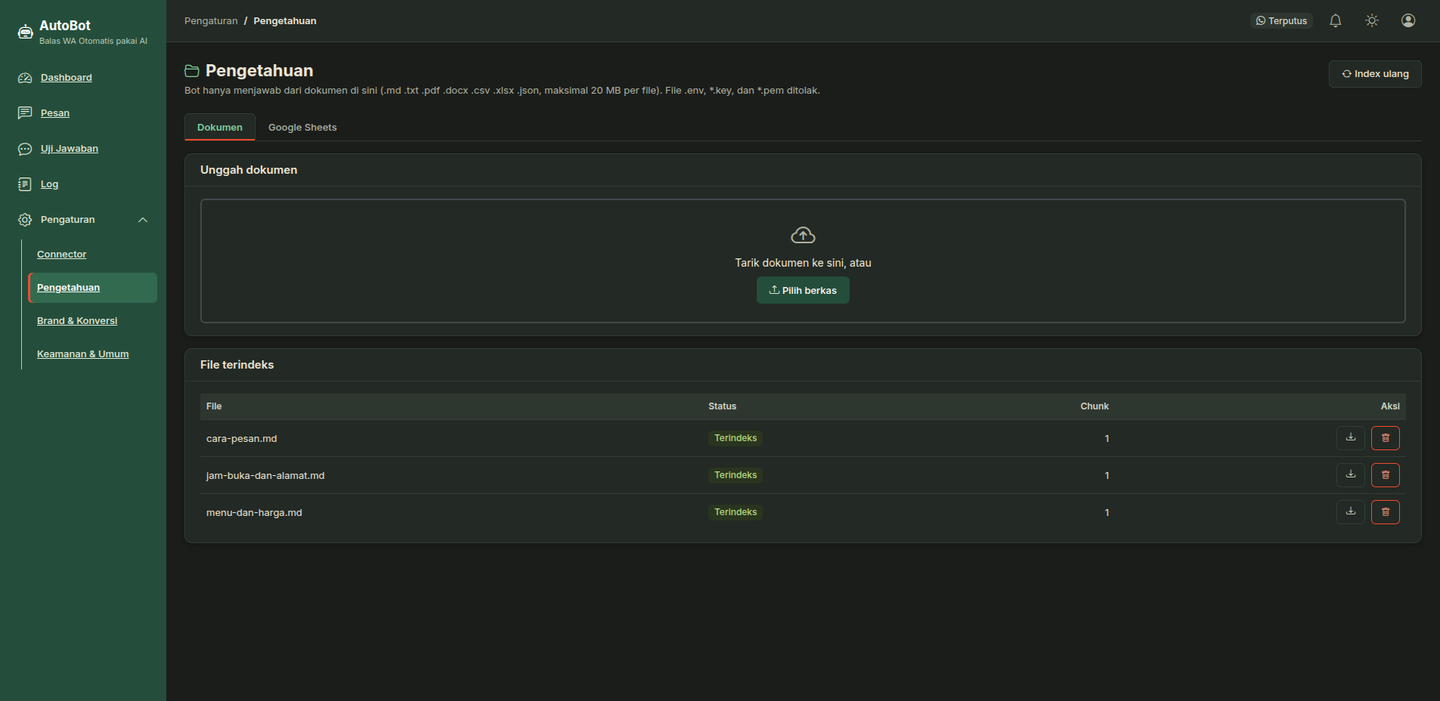 AutoBot
Balas WA Otomatis pakai AI
Dashboard
Pesan
Uji Jawaban
Log
Pengaturan
Connector
Pengetahuan
Brand & Konversi
Keamanan & Umum
Pengaturan / Pengetahuan
Terputus
Pengetahuan
Bot hanya menjawab dari dokumen di sini (.md .txt .pdf .docx .csv .xlsx .json, maksimal 20 MB per file). File .env, *.key, dan *.pem ditolak.
Index ulang
Dokumen Google Sheets
Unggah dokumen
Tarik dokumen ke sini, atau
Pilih berkas
File terindeks
File Status Chunk Aksi
cara-pesan.md Terindeks 1
jam-buka-dan-alamat.md Terindeks 1
menu-dan-harga.md Terindeks 1